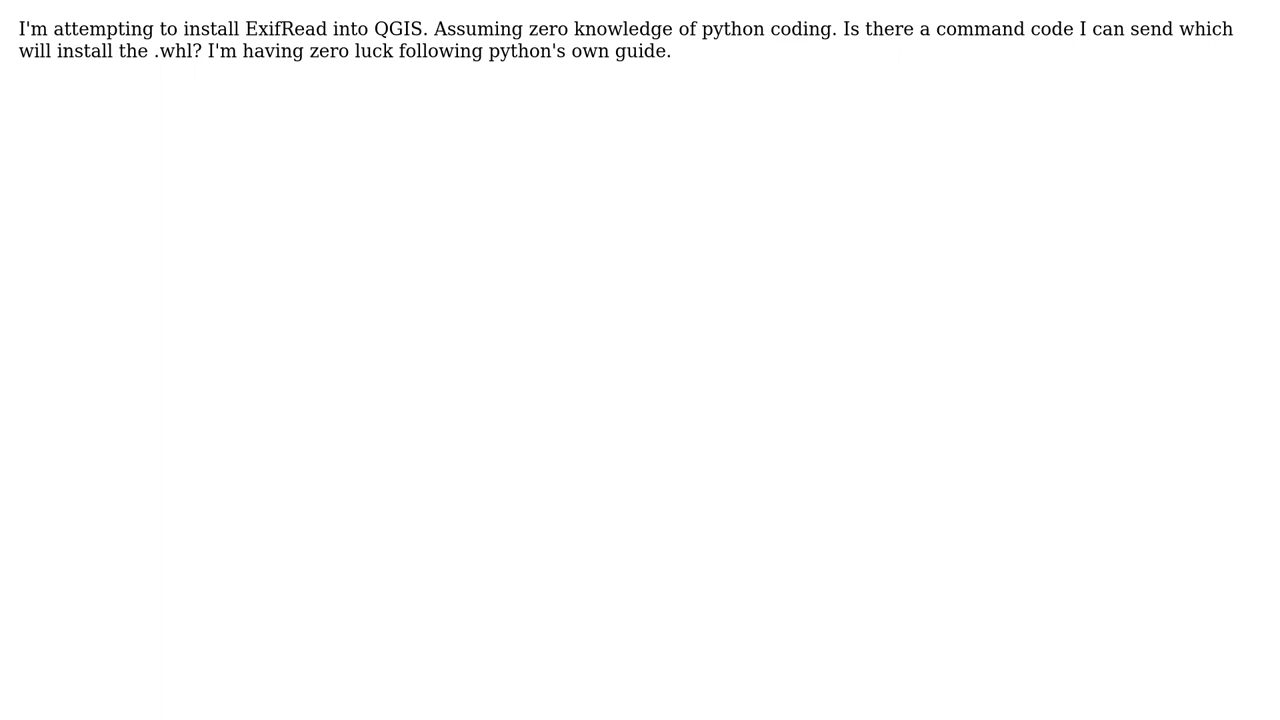 I'm attempting to install ExifRead into QGIS. Assuming zero knowledge of python coding. Is there a command code I can send which
will install the .whl? I'm having zero luck following python's own guide.